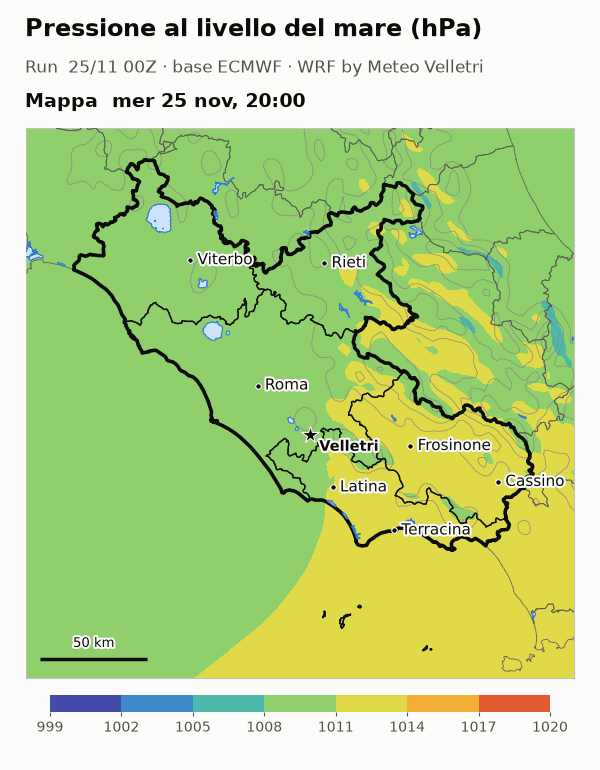 Pressione al livello del mare (hPa)
Run 25/11 00Z · base ECMWF · WRF by Meteo Velletri
Mappa mer 25 nov, 20:00
Viterbo
Rieti
Roma
Velletri
Frosinone
Latina
Cassino
Terracina
50 km
999 1002 1005 1008 1011 1014 1017 1020